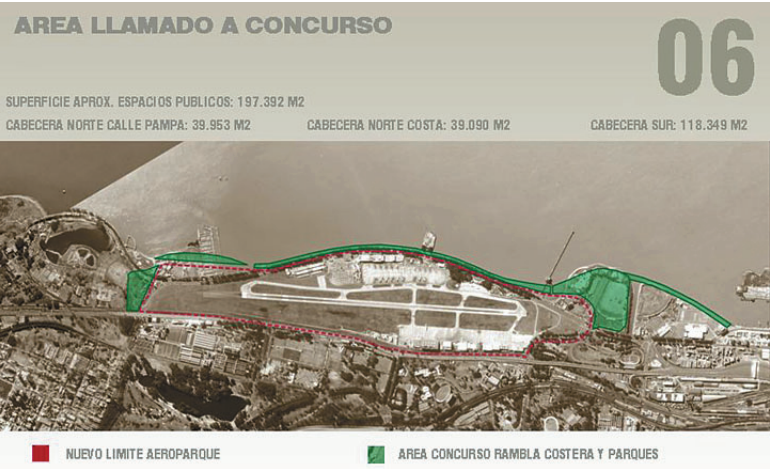 AREA LLAMADO A CONCURSO
06
SUPERFICIE APROX. ESPACIOS PUBLICOS: 197.392 M2
CABECERA NORTE CALLE PAMPA: 39.953 M2 CABECERA NORTE COSTA: 39.090 M2 CABECERA SUR: 118.349 M2
NUEVO LIMITE AEROPARQUE AREA CONCURSO RAMBLA COSTERA Y PARQUES